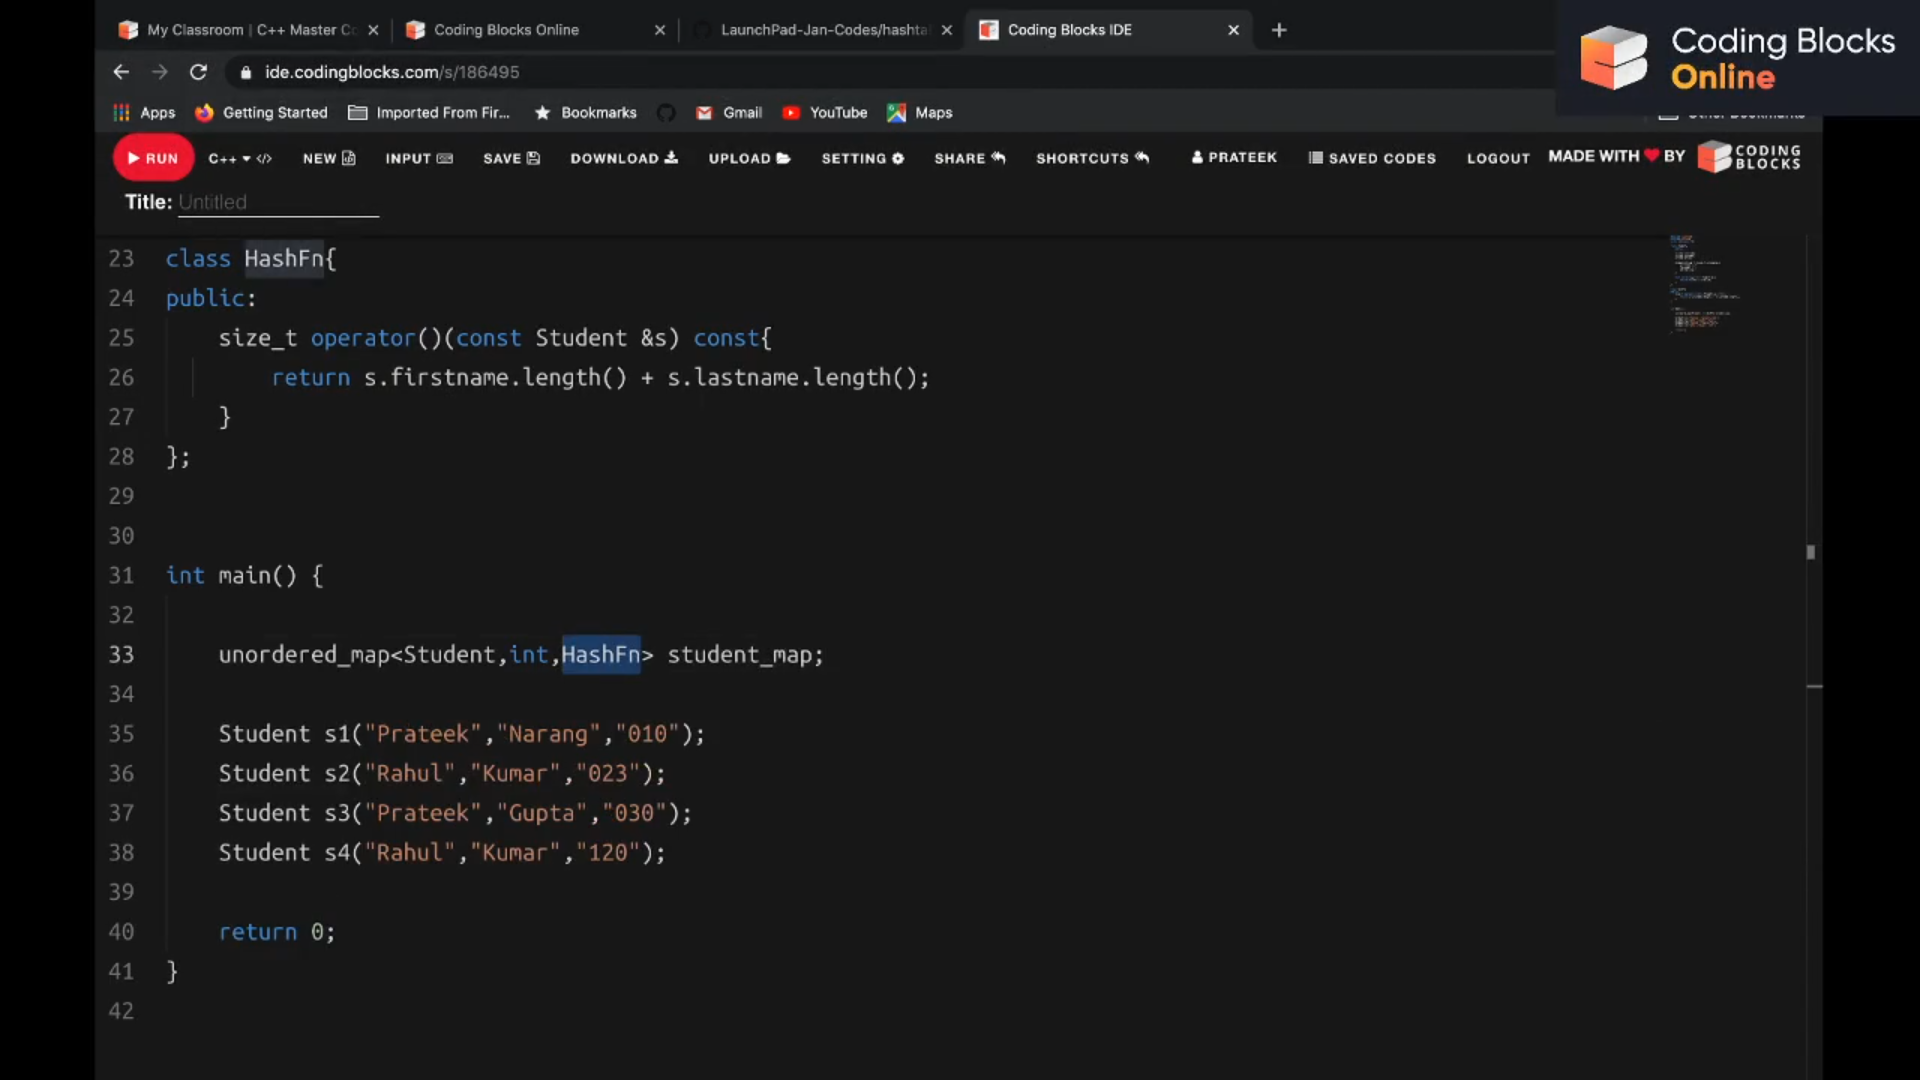 My Classroom | C++ Master Co
Coding Blocks Online
LaunchPad-Jan-Codes/hashta
Coding Blocks IDE
Coding Blocks
Online
ide.codingblocks.com/s/186495
Apps
Getting Started
Imported From Fir...
Bookmarks
Gmail
YouTube
Maps
Other Bookmarks
RUN
C++
NEW
INPUT
SAVE
DOWNLOAD
UPLOAD
SETTING
SHARE
SHORTCUTS
PRATEEK
SAVED CODES
LOGOUT
MADE WITH ❤ BY
CODING
BLOCKS
Title: Untitled
23 class HashFn{
24 public:
25 size_t operator()(const Student &s) const{
26 return s.firstname.length() + s.lastname.length();
27 }
28 };
29
30
31 int main() {
32
33 unordered_map<Student,int,HashFn> student_map;
34
35 Student s1("Prateek","Narang","010");
36 Student s2("Rahul","Kumar","023");
37 Student s3("Prateek","Gupta","030");
38 Student s4("Rahul","Kumar","120");
39
40 return 0;
41 }
42